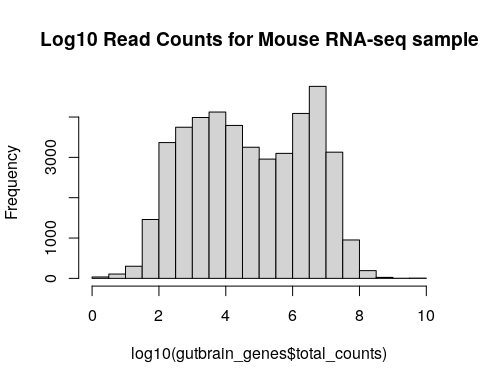 Log10 Read Counts for Mouse RNA-seq sample
Frequency
3000
1000
0
0 2 4 6 8 10
log10(gutbrain_genes$total_counts)